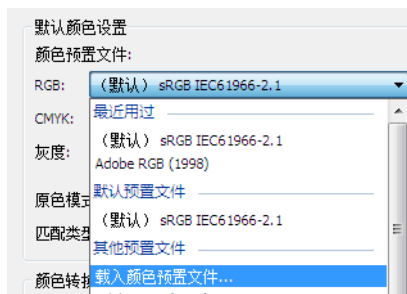 默认颜色设置
颜色预置文件:
RGB: （默认）sRGB IEC61966-2.1
CMYK: 最近用过
（默认）sRGB IEC61966-2.1
灰度:
Adobe RGB (1998)
默认预置文件
原色模式
（默认）sRGB IEC61966-2.1
匹配类型
其他预置文件
颜色转换 载入颜色预置文件...